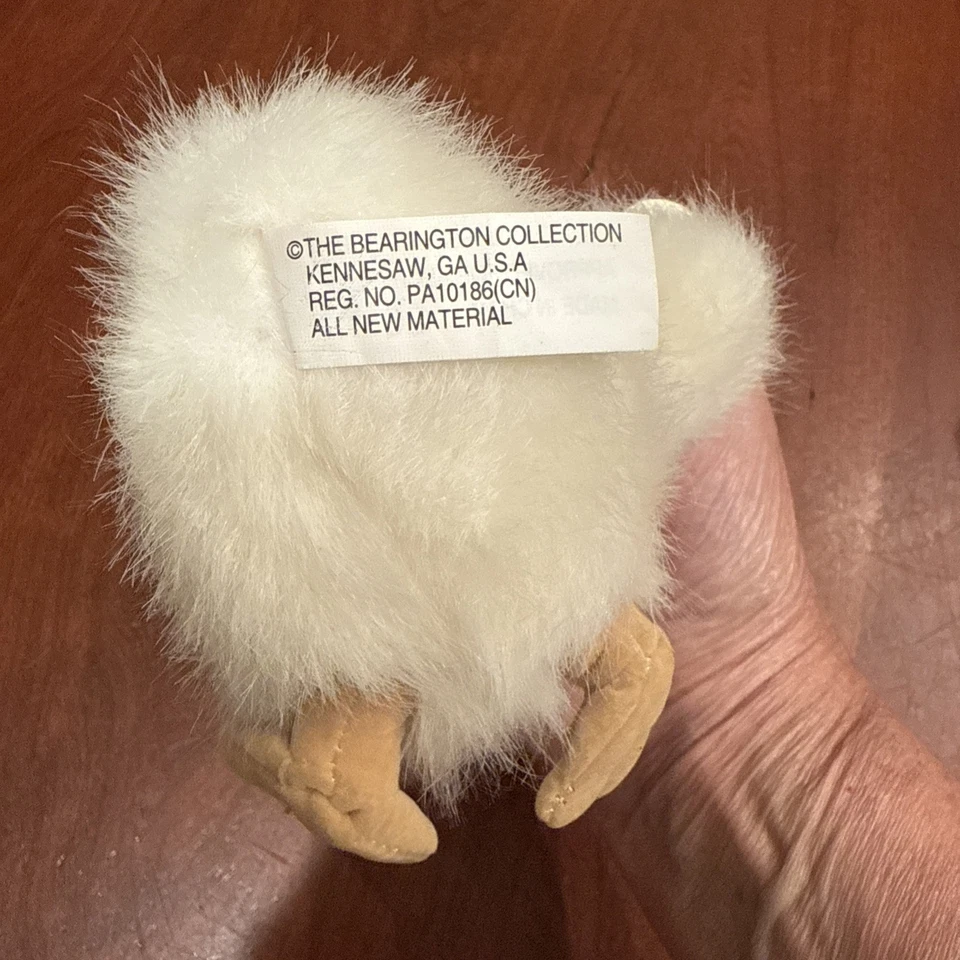 ©THE BEARINGTON COLLECTION
KENNESAW, GA U.S.A
REG. NO. PA10186(CN)
ALL NEW MATERIAL